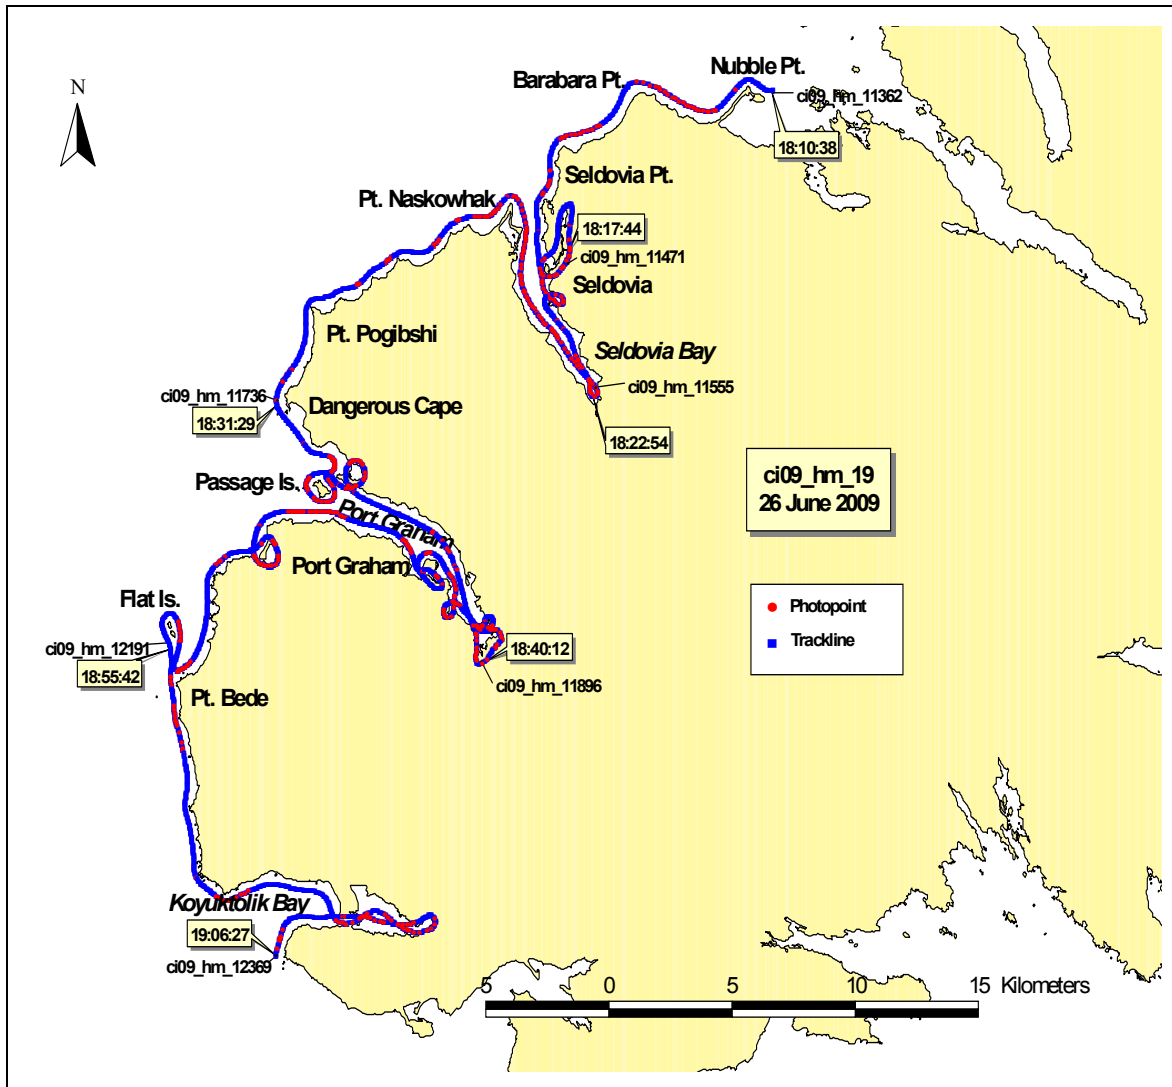 N
Barabara Pt.
Nubble Pt.
ci09_hm_11362
18:10:38
Seldovia Pt.
Pt. Naskowhak
18:17:44
ci09_hm_11471
Seldovia
Pt. Pogibshi
Seldovia Bay
ci09_hm_11555
ci09_hm_11736
18:31:29
Dangerous Cape
18:22:54
Passage Is.
ci09_hm_19
26 June 2009
Port Graham
Port Graham
Photopoint
Trackline
Flat Is.
ci09_hm_12191
18:55:42
18:40:12
ci09_hm_11896
Pt. Bede
Koyuktolik Bay
19:06:27
ci09_hm_12369
5 0 5 10 15 Kilometers